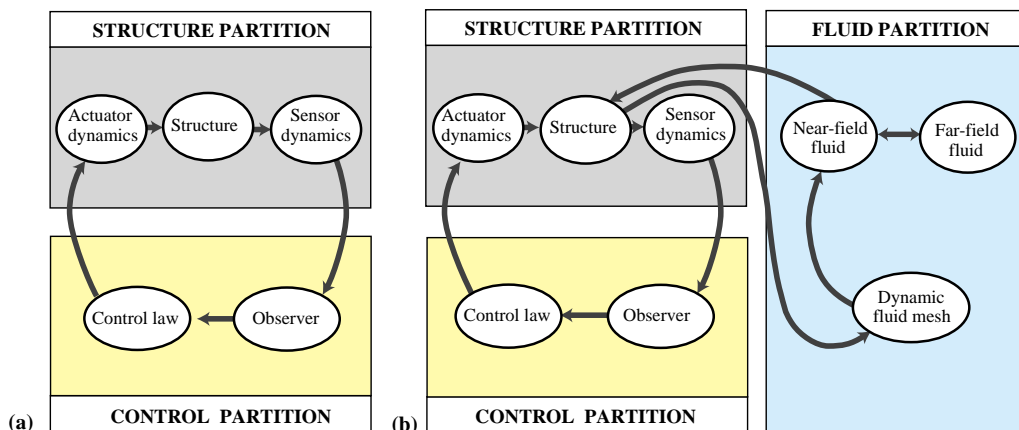 STRUCTURE PARTITION
Actuator
dynamics
Structure
Sensor
dynamics
Control law
Observer
(a)
CONTROL PARTITION
STRUCTURE PARTITION
Actuator
dynamics
Structure
Sensor
dynamics
Control law
Observer
(b)
CONTROL PARTITION
FLUID PARTITION
Near-field
fluid
Far-field
fluid
Dynamic
fluid mesh